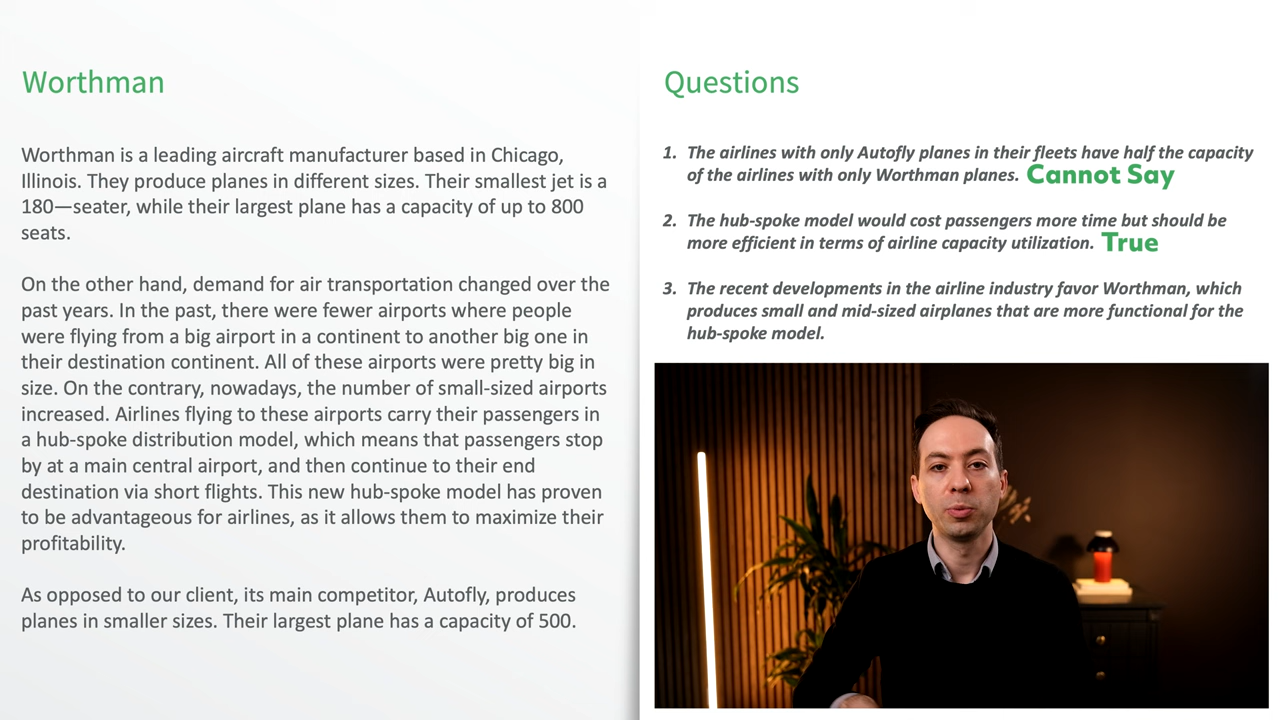 Worthman
Worthman is a leading aircraft manufacturer based in Chicago,
Illinois. They produce planes in different sizes. Their smallest jet is a
180—seater, while their largest plane has a capacity of up to 800
seats.
On the other hand, demand for air transportation changed over the
past years. In the past, there were fewer airports where people
were flying from a big airport in a continent to another big one in
their destination continent. All of these airports were pretty big in
size. On the contrary, nowadays, the number of small-sized airports
increased. Airlines flying to these airports carry their passengers in
a hub-spoke distribution model, which means that passengers stop
by at a main central airport, and then continue to their end
destination via short flights. This new hub-spoke model has proven
to be advantageous for airlines, as it allows them to maximize their
profitability.
As opposed to our client, its main competitor, Autofly, produces
planes in smaller sizes. Their largest plane has a capacity of 500.
Questions
1. The airlines with only Autofly planes in their fleets have half the capacity
of the airlines with only Worthman planes. Cannot Say
2. The hub-spoke model would cost passengers more time but should be
more efficient in terms of airline capacity utilization. True
3. The recent developments in the airline industry favor Worthman, which
produces small and mid-sized airplanes that are more functional for the
hub-spoke model.